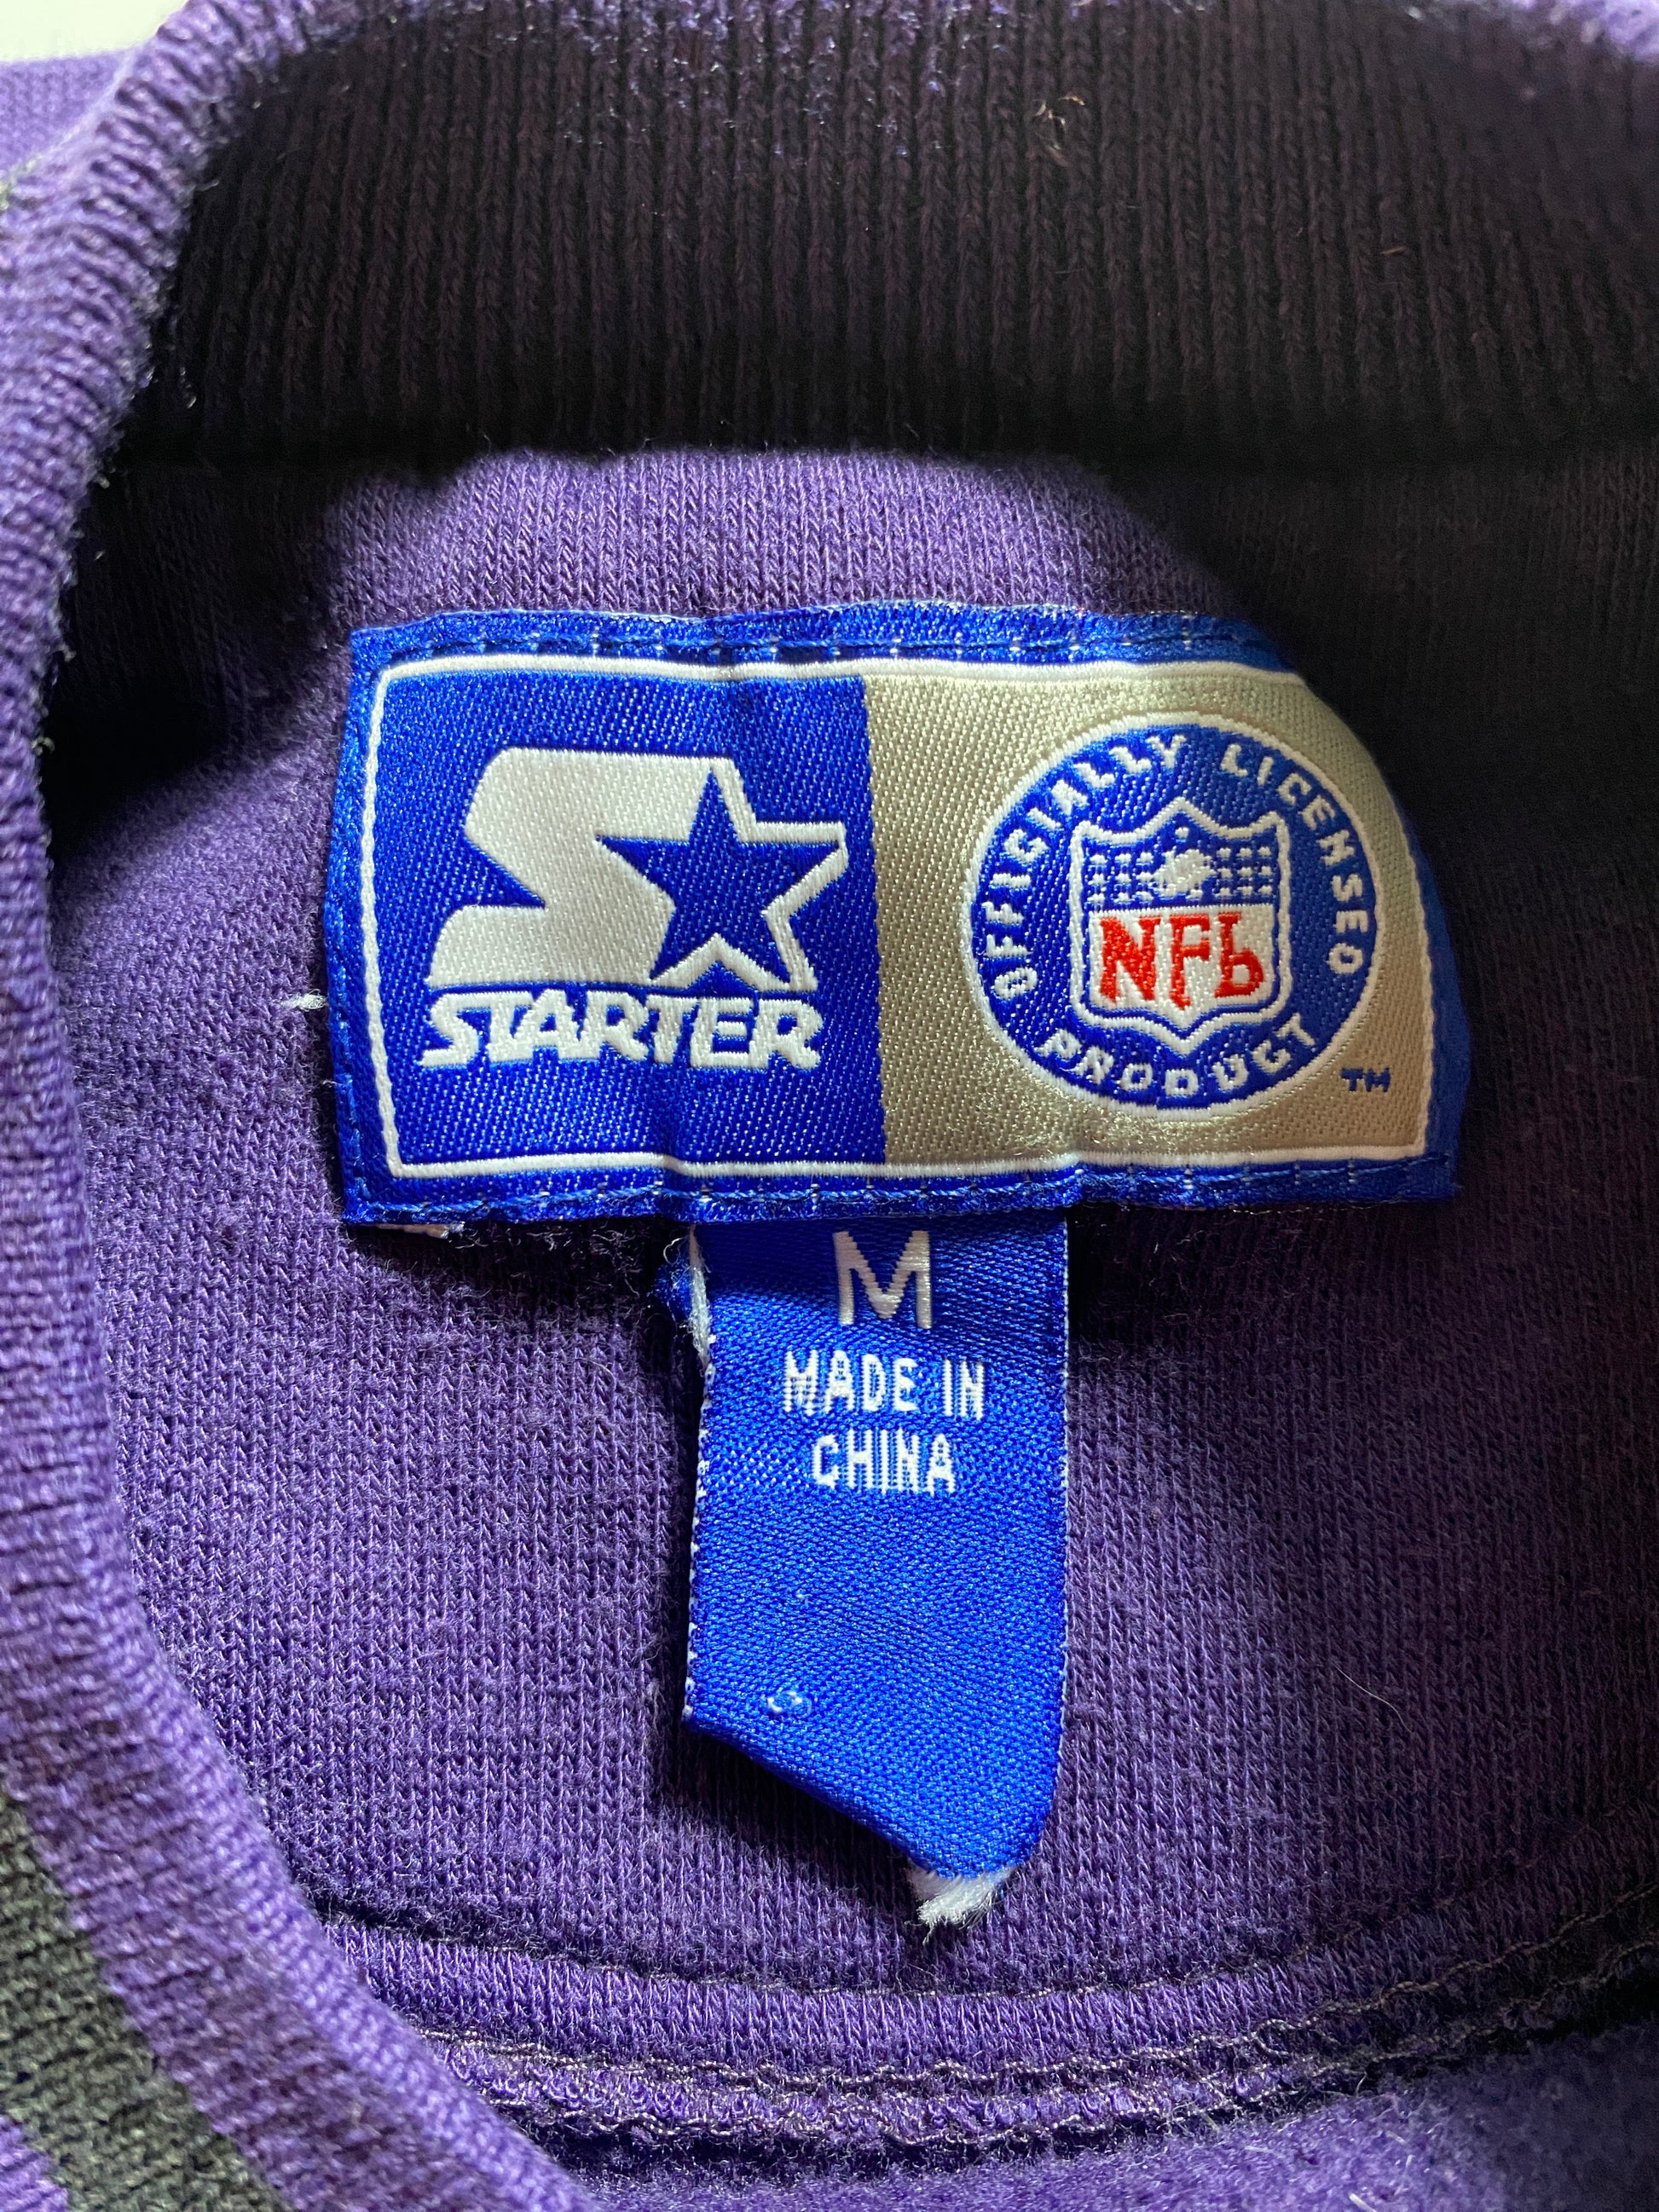 STARTER
OFFICIALLY LICENSED
NFL
PRODUCT
TM
M
MADE IN
CHINA